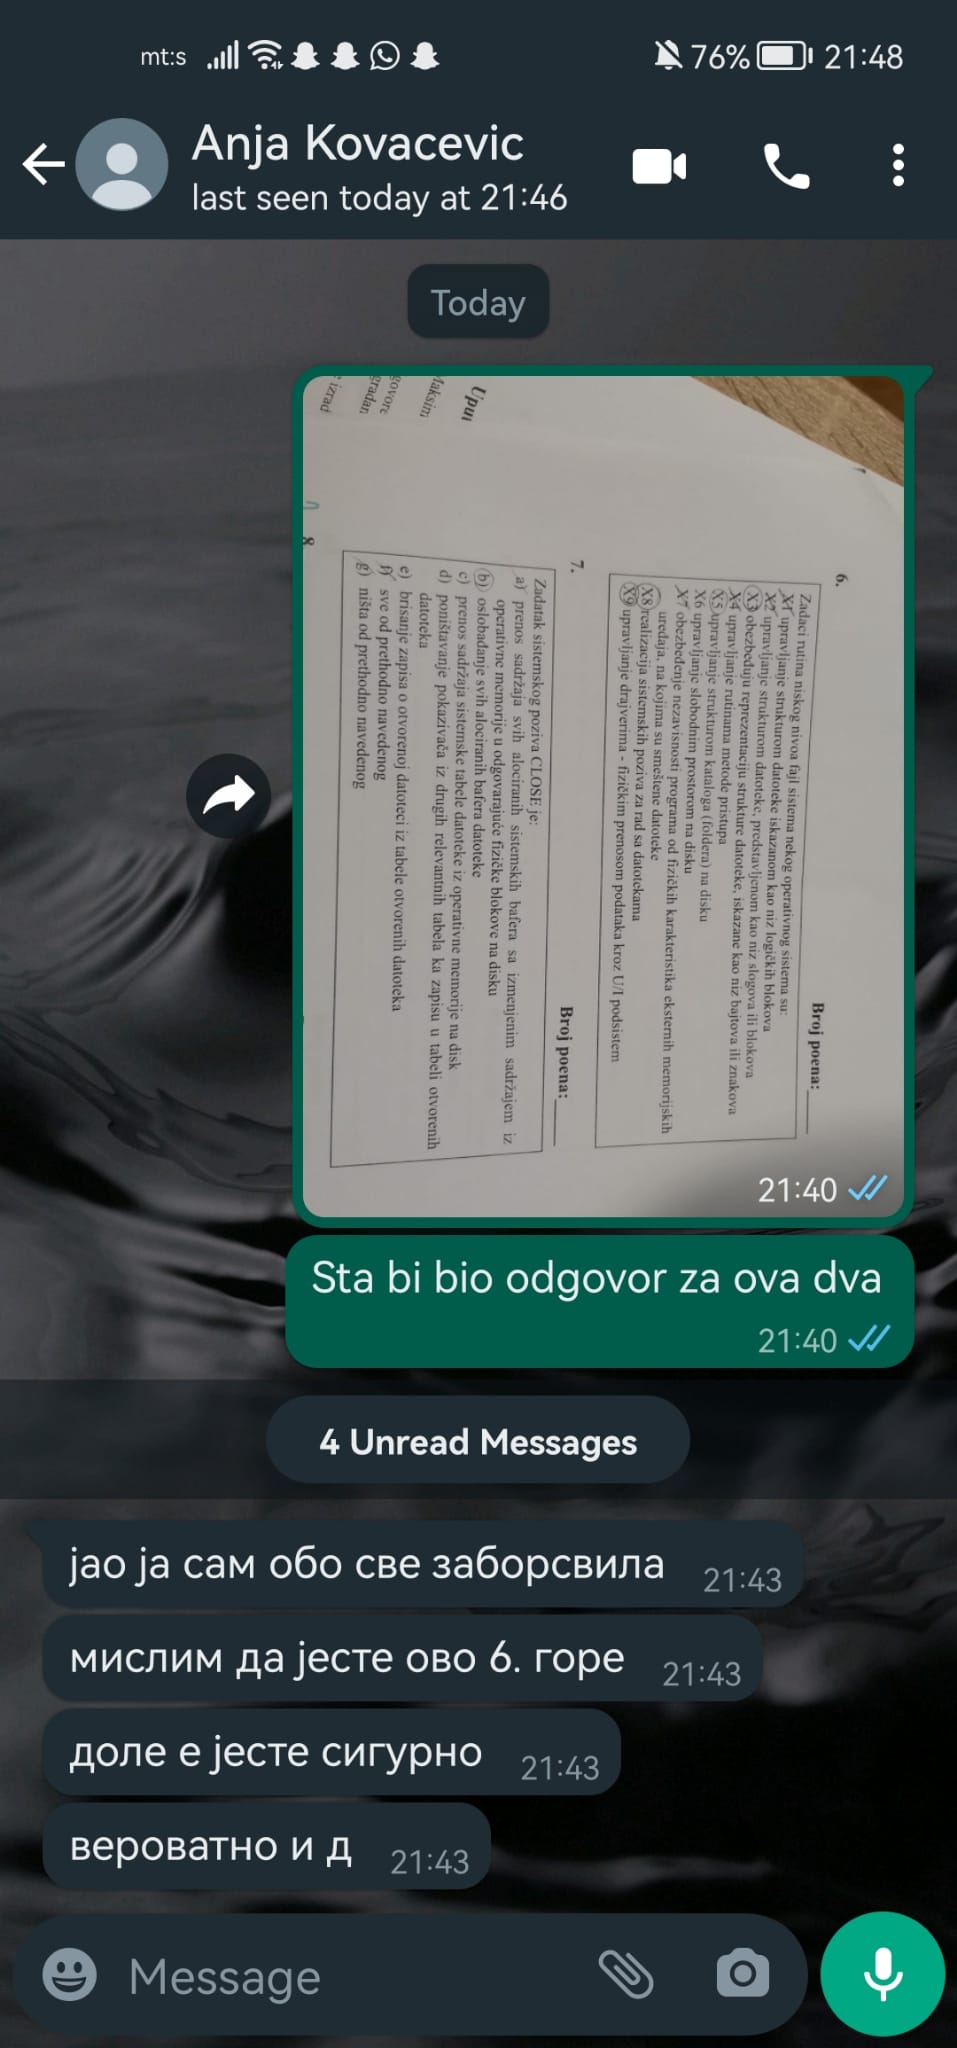 mt:s 76% 21:48
Anja Kovacevic
last seen today at 21:46
Today
6.
Broj poena:_____
Zadaci rutina niskog nivoa fajl sistema nekog operativnog sistema su:
X1 upravljanje strukturom datoteke iskazanom kao niz logičkih blokova
X2 upravljanje strukturom datoteke, predstavljenom kao niz slogova ili blokova
X3 obezbeđuju reprezentaciju strukture datoteke, iskazane kao niz bajtova ili znakova
X4 upravljanje rutinama metode pristupa
X5 upravljanje strukturom kataloga (foldera) na disku
X6 upravljanje slobodnim prostorom na disku
X7 obezbeđenje nezavisnosti programa od fizičkih karakteristika eksternih memorijskih
uređaja, na kojima su smeštene datoteke
X8 realizacija sistemskih poziva za rad sa datotekama
X9 upravljanje drajverima - fizičkim prenosom podataka kroz U/I podsistem
7.
Broj poena:_____
Zadatak sistemskog poziva CLOSE je:
a) prenos sadržaja svih alociranih sistemskih bafera sa izmenjenim sadržajem iz
operativne memorije u odgovarajuće fizičke blokove na disku
b) oslobađanje svih alociranih bafera datoteke
c) prenos sadržaja sistemske tabele datoteke iz operativne memorije na disk
d) poništavanje pokazivača iz drugih relevantnih tabela ka zapisu u tabeli otvorenih
datoteka
e) brisanje zapisa o otvorenoj datoteci iz tabele otvorenih datoteka
f) sve od prethodno navedenog
g) ništa od prethodno navedenog
8.
Uput
Maksim
govore
građan
izrad
21:40
Sta bi bio odgovor za ova dva
21:40
4 Unread Messages
јао ја сам обо све заборсвила 21:43
мислим да јесте ово 6. горе 21:43
доле е јесте сигурно 21:43
вероватно и д 21:43
Message